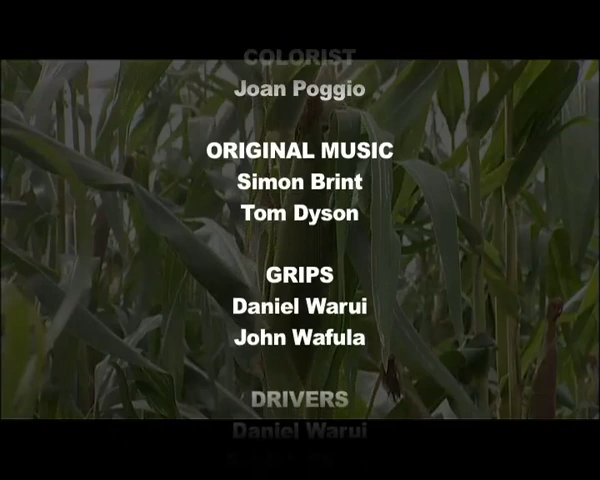 COLORIST
Joan Poggio
ORIGINAL MUSIC
Simon Brint
Tom Dyson
GRIPS
Daniel Warui
John Wafula
DRIVERS
Daniel Warui